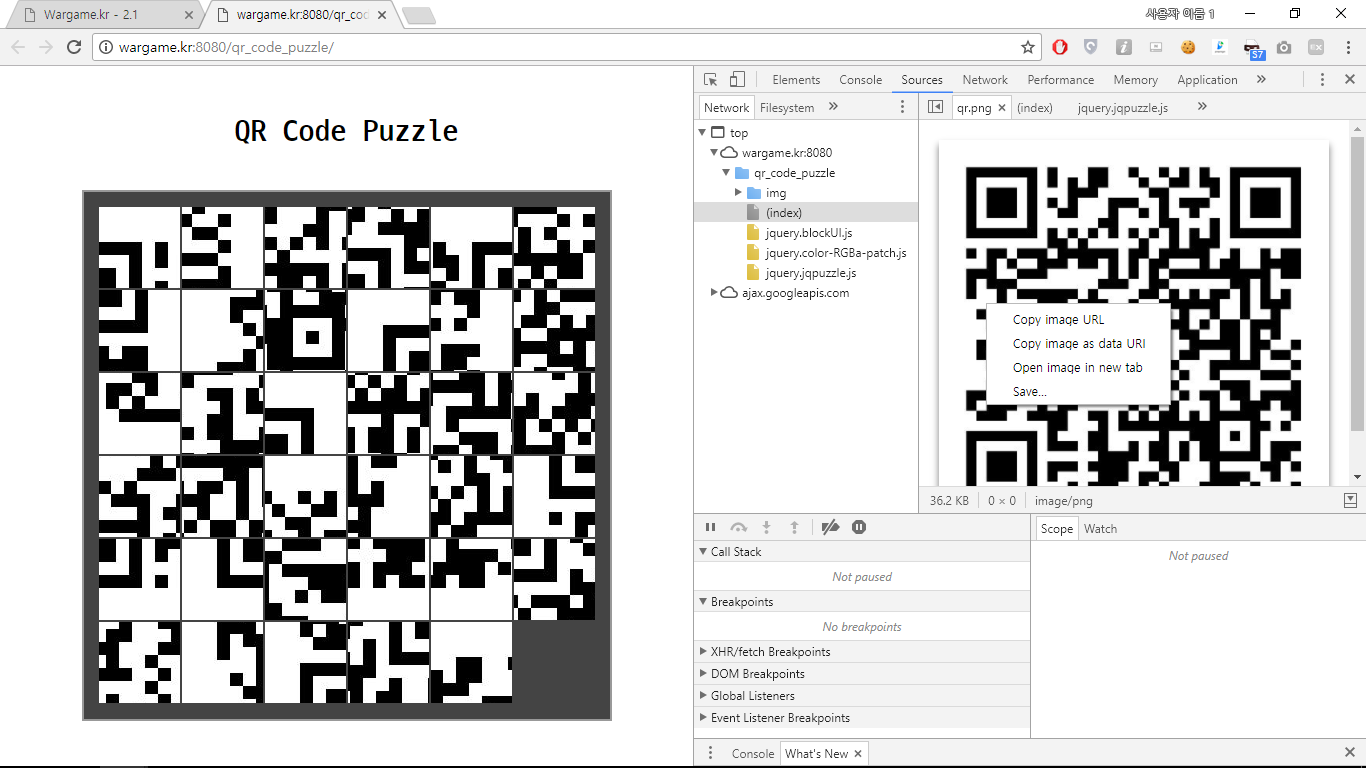 Wargame.kr - 2.1
wargame.kr:8080/qr_cod
사용자 이름 1
wargame.kr:8080/qr_code_puzzle/
57
QR Code Puzzle
Elements Console Sources Network Performance Memory Application
Network Filesystem
qr.png (index) jquery.jqpuzzle.js
top
wargame.kr:8080
qr_code_puzzle
img
(index)
jquery.blockUI.js
jquery.color-RGBa-patch.js
jquery.jqpuzzle.js
ajax.googleapis.com
Copy image URL
Copy image as data URI
Open image in new tab
Save...
36.2 KB 0 × 0 image/png
Scope Watch
Call Stack
Not paused
Not paused
Breakpoints
No breakpoints
XHR/fetch Breakpoints
DOM Breakpoints
Global Listeners
Event Listener Breakpoints
Console What's New